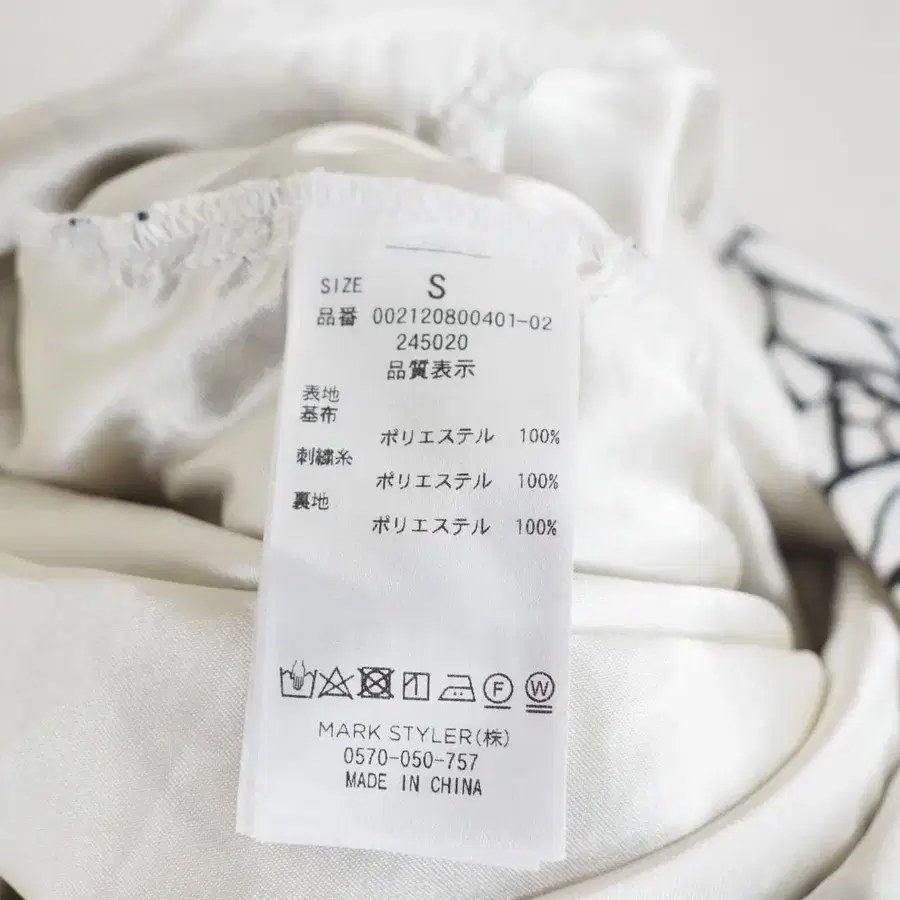 SIZE S
品番 002120800401-02
245020
品質表示
表地
基布
ポリエステル 100%
刺繍糸
ポリエステル 100%
裏地
ポリエステル 100%
F W
MARK STYLER(株)
0570-050-757
MADE IN CHINA